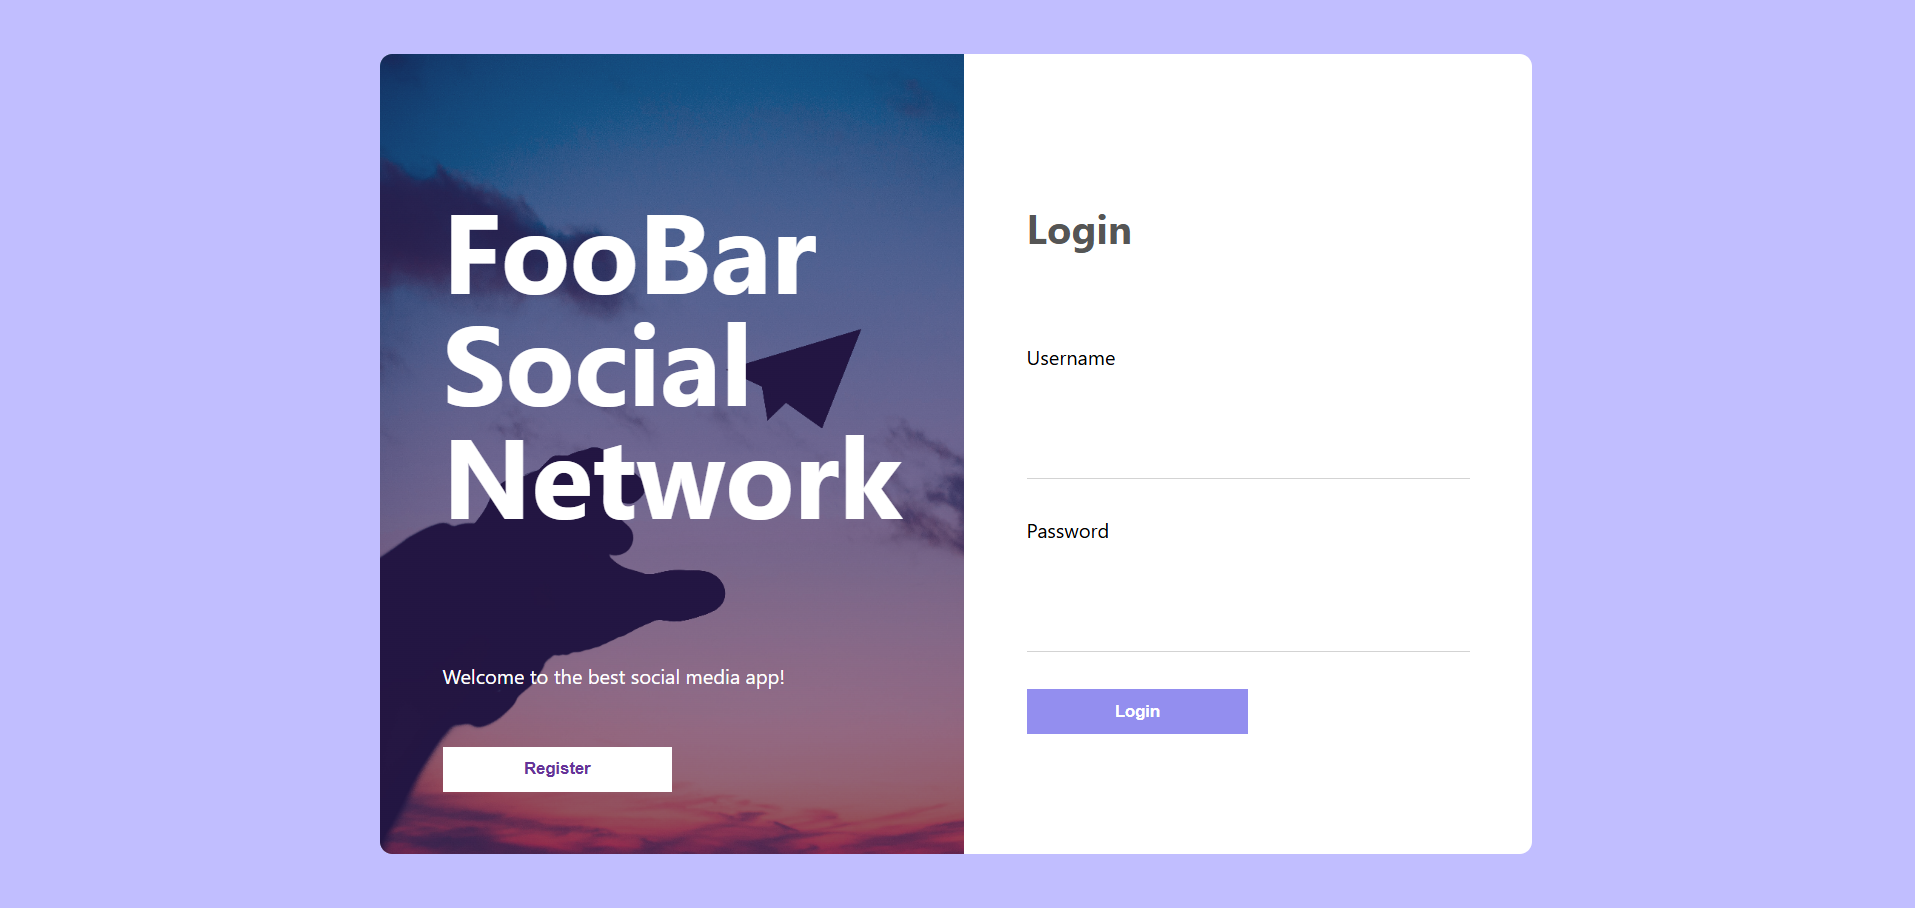 FooBar
Social
Network
Welcome to the best social media app!
Register
Login
Username
Password
Login